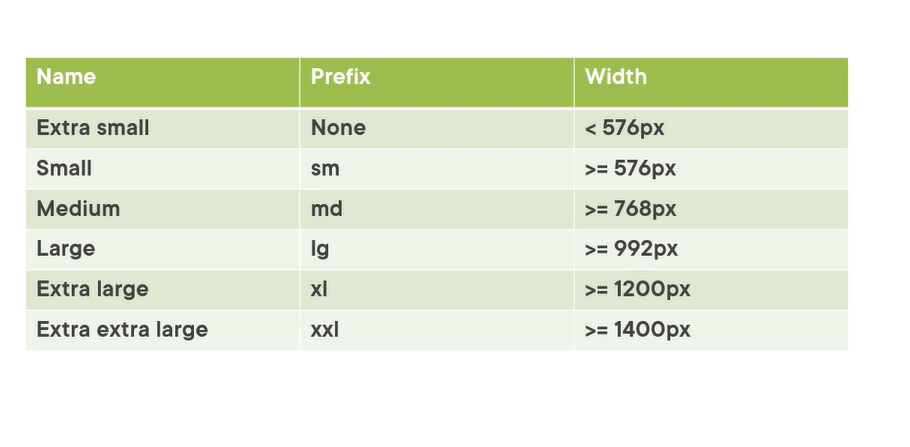 Name Prefix Width
Extra small None < 576px
Small sm >= 576px
Medium md >= 768px
Large lg >= 992px
Extra large xl >= 1200px
Extra extra large xxl >= 1400px